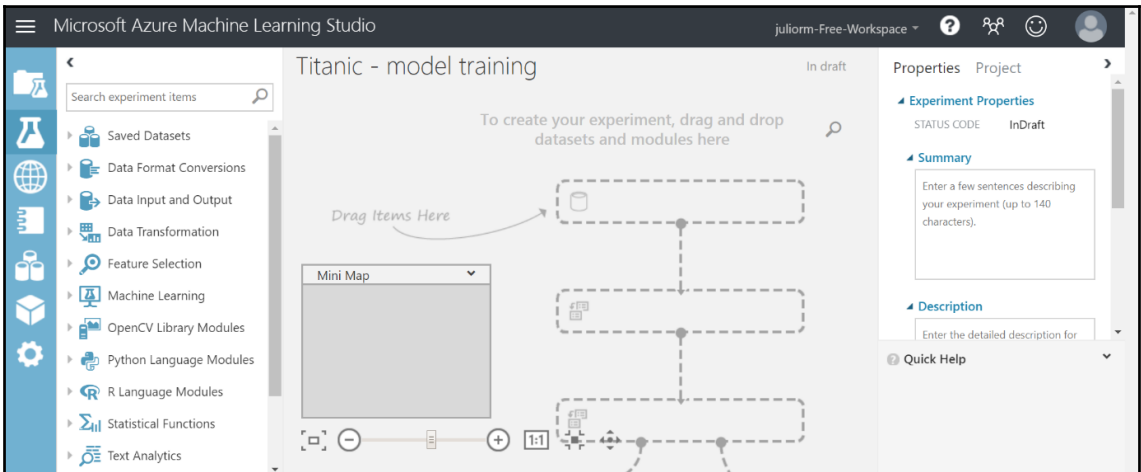 Microsoft Azure Machine Learning Studio
juliorm-Free-Workspace
?
Search experiment items
Saved Datasets
Data Format Conversions
Data Input and Output
Data Transformation
Feature Selection
Machine Learning
OpenCV Library Modules
Python Language Modules
R Language Modules
Statistical Functions
Text Analytics
Titanic - model training
In draft
To create your experiment, drag and drop
datasets and modules here
Drag Items Here
Mini Map
1:1
Properties Project
Experiment Properties
STATUS CODE InDraft
Summary
Enter a few sentences describing
your experiment (up to 140
characters).
Description
Enter the detailed description for
? Quick Help